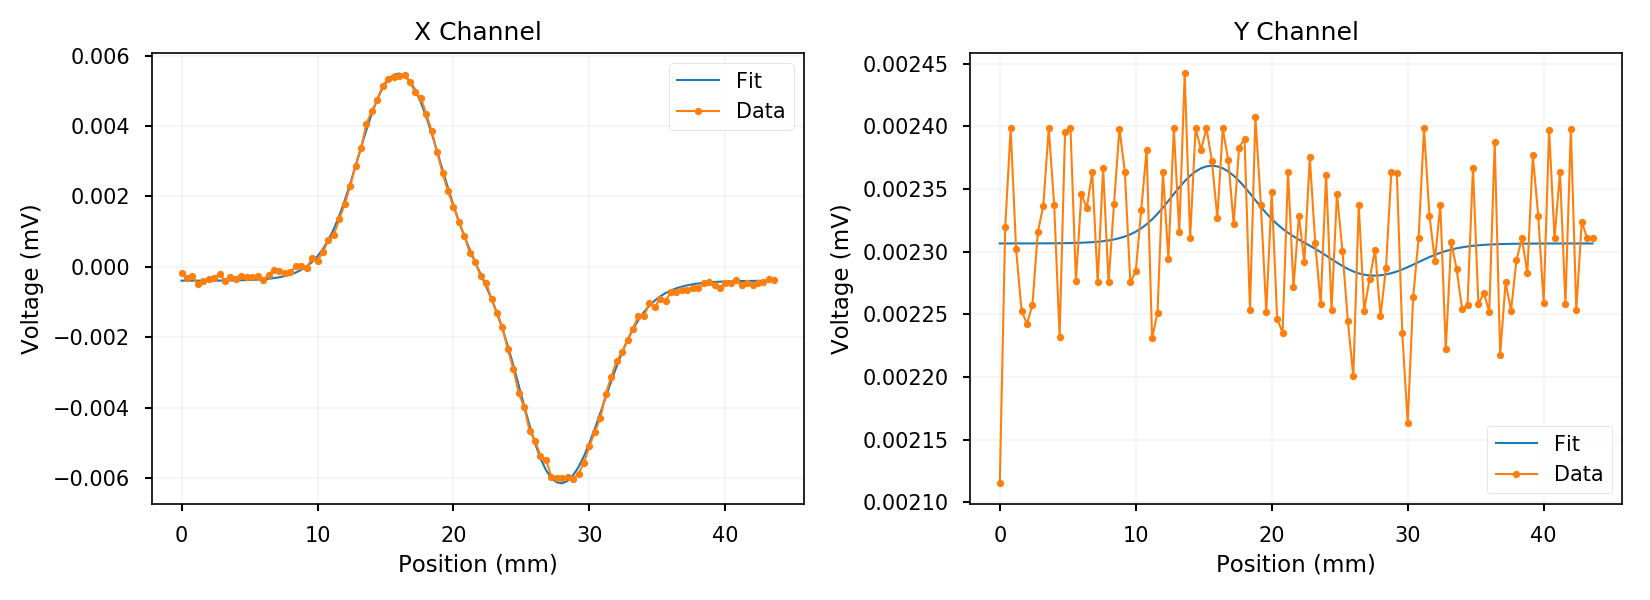 X Channel
0.006
0.004
0.002
0.000
−0.002
−0.004
−0.006
Voltage (mV)
0
10
20
30
40
Position (mm)
Fit
Data
Y Channel
0.00245
0.00240
0.00235
0.00230
0.00225
0.00220
0.00215
0.00210
Voltage (mV)
0
10
20
30
40
Position (mm)
Fit
Data